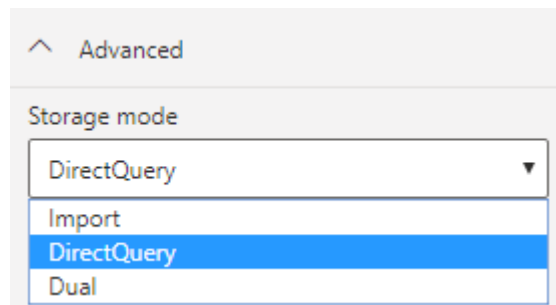 Advanced
Storage mode
DirectQuery
Import
DirectQuery
Dual